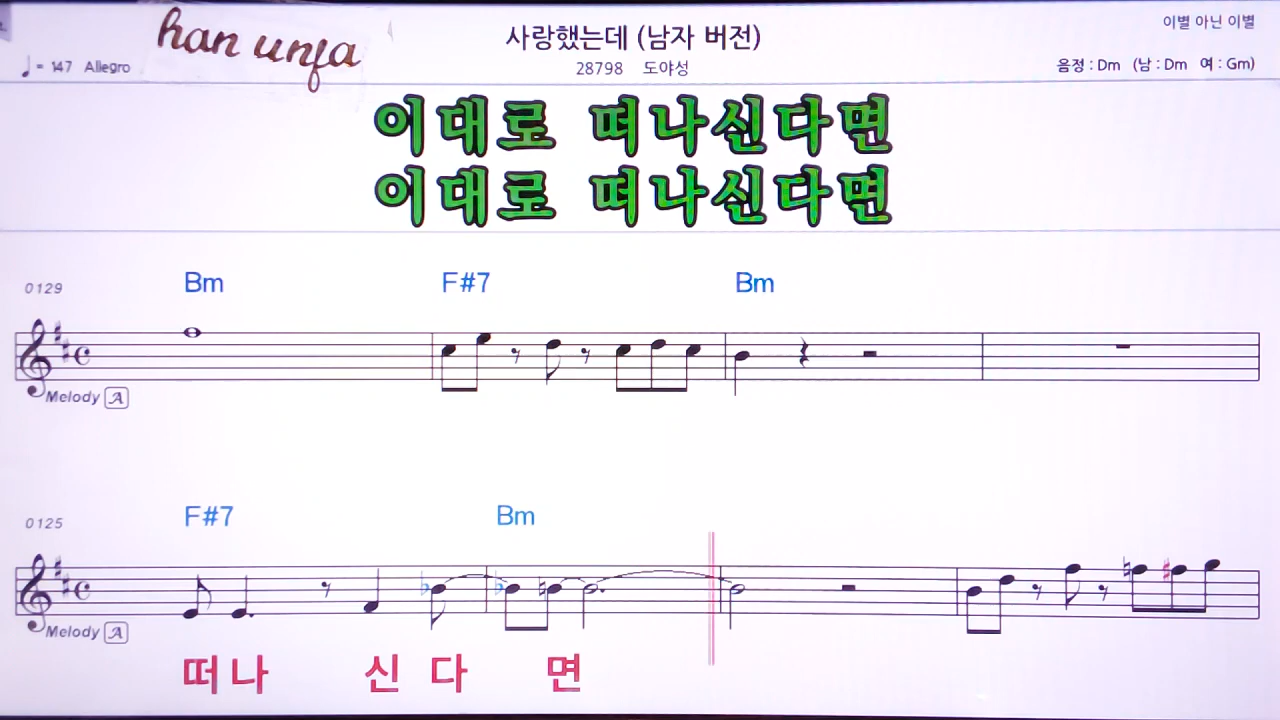 han unfa
사랑했는데 (남자 버전)
이별 아닌 이별
♩ = 147 Allegro
28798 도야성
음정 : Dm (남 : Dm 여 : Gm)
이대로 떠나신다면
이대로 떠나신다면
0129 Bm F#7 Bm
Melody A
0125 F#7 Bm
Melody A
떠나 신 다 면